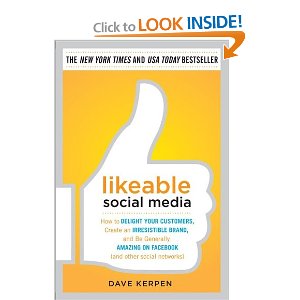 Click to LOOK INSIDE!
THE NEW YORK TIMES AND USA TODAY BESTSELLER
likeable
social media
How to DELIGHT YOUR CUSTOMERS,
Create an IRRESISTIBLE BRAND,
and Be Generally
AMAZING ON FACEBOOK
(and other social networks)
DAVE KERPEN